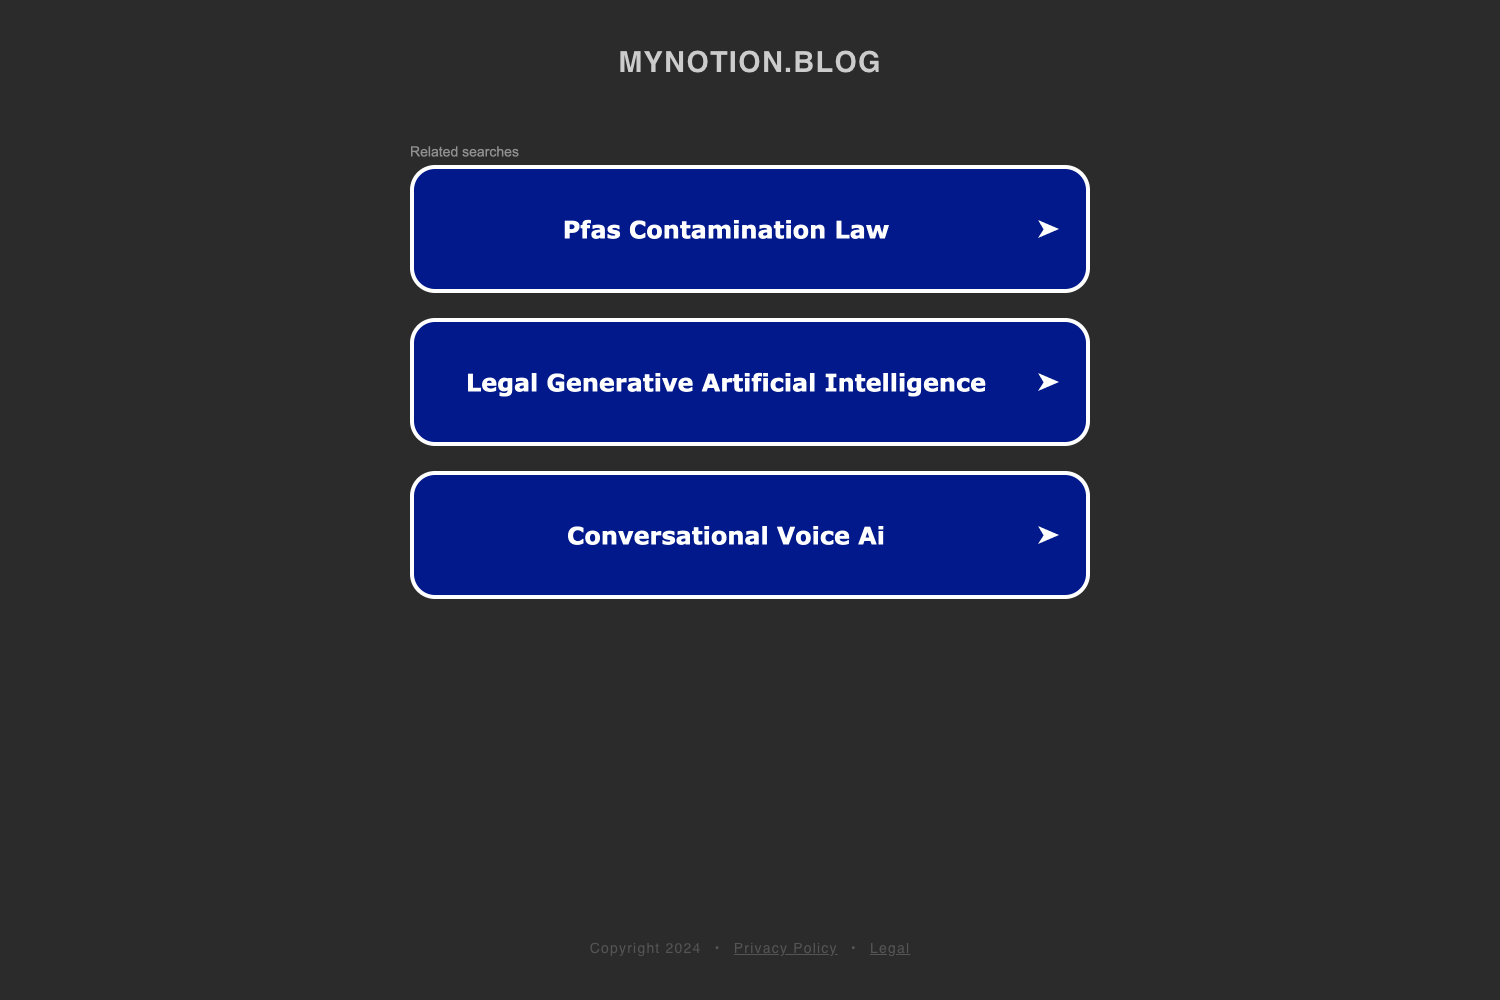 MYNOTION.BLOG
Related searches
Pfas Contamination Law
Legal Generative Artificial Intelligence
Conversational Voice Ai
Copyright 2024 • Privacy Policy • Legal